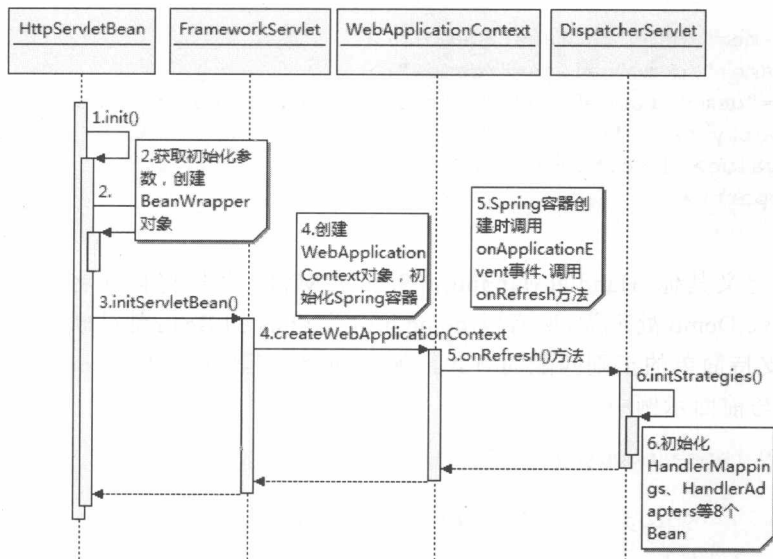 HttpServletBean
FrameworkServlet
WebApplicationContext
DispatcherServlet
1.init()
2.获取初始化参
数，创建
BeanWrapper
对象
2.
3.initServletBean()
4.创建
WebApplication
Context对象，初
始化Spring容器
4.createWebApplicationContext
5.Spring容器创
建时调用
onApplicationE
vent事件、调用
onRefresh方法
5.onRefresh()方法
6.initStrategies()
6.初始化
HandlerMappin
gs、HandlerAd
apters等8个
Bean